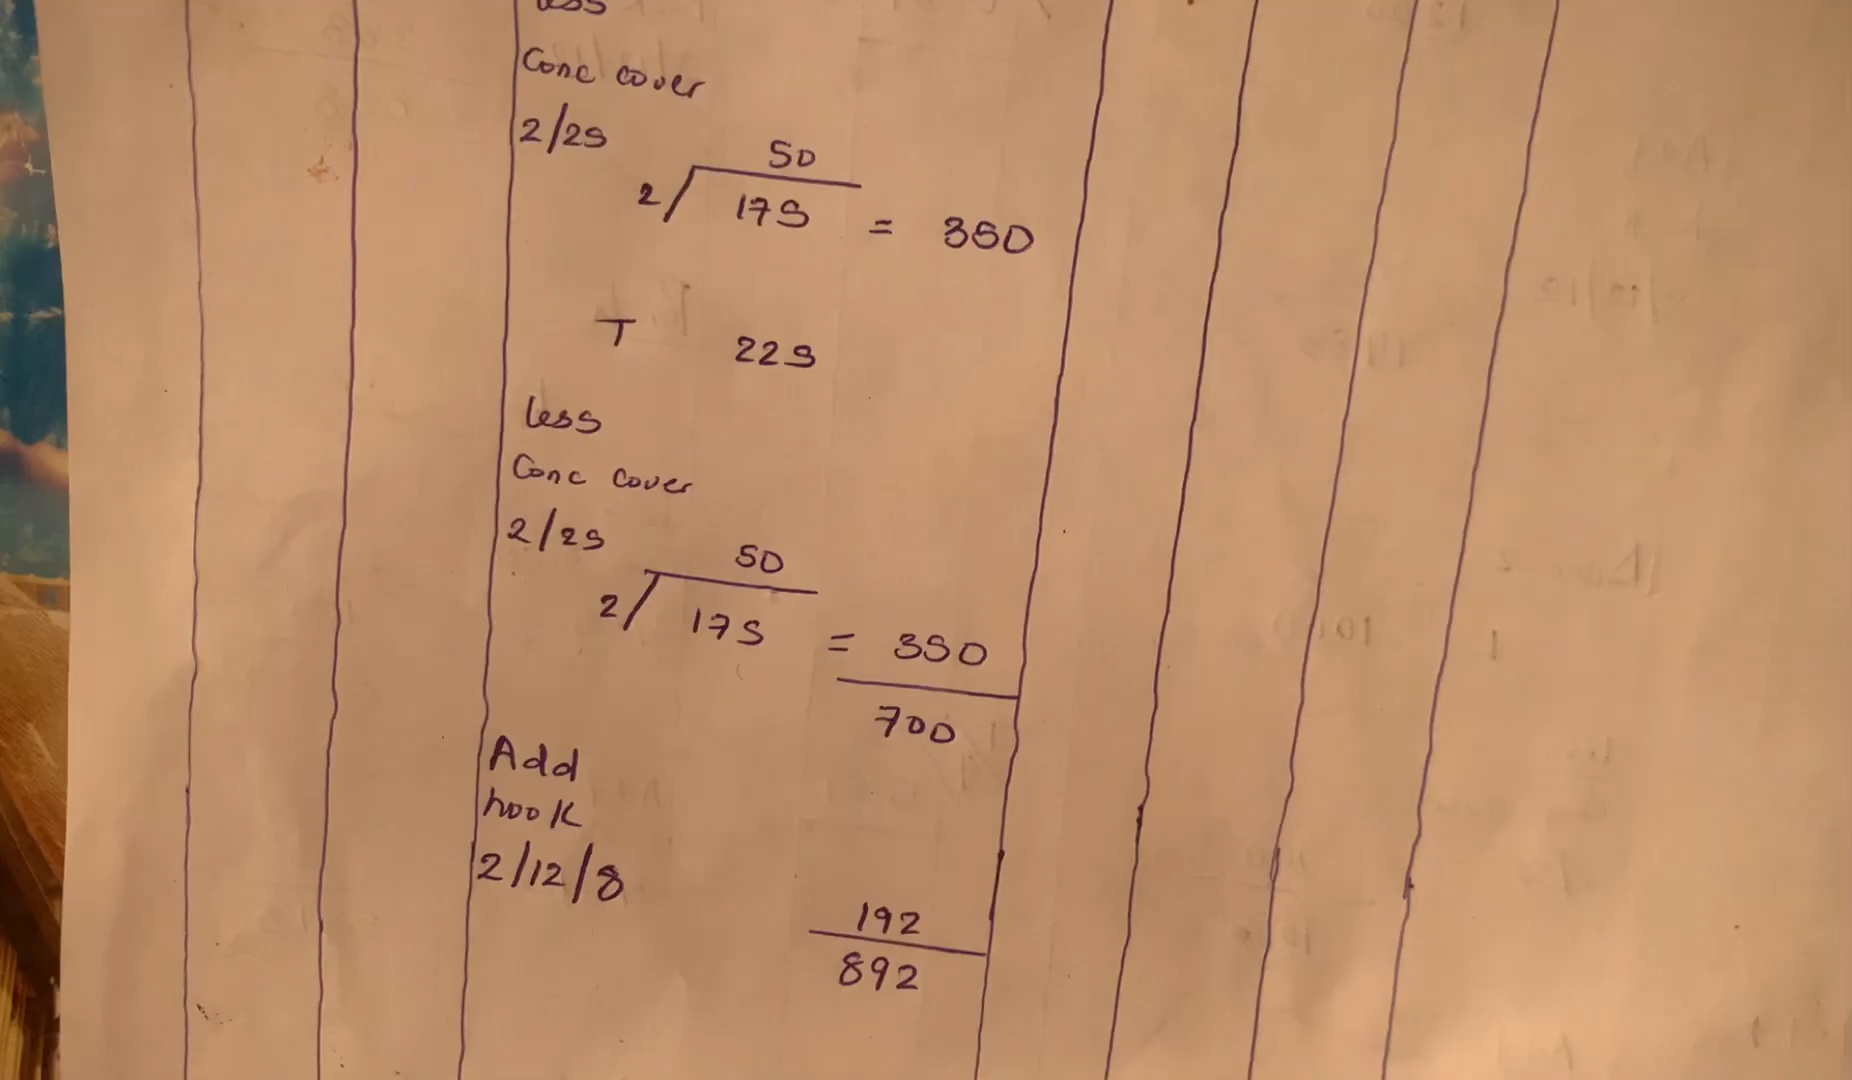 less
Conc cover
2/25
50
2/ 175 = 350
T 225
less
Conc cover
2/25
50
2/ 175 = 350
700
Add
hook
2/12/8
192
892